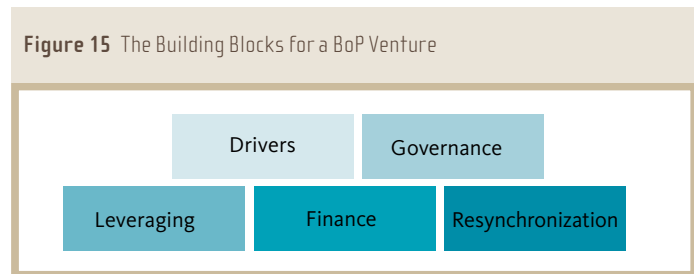 Figure 15 The Building Blocks for a BoP Venture
Drivers
Governance
Leveraging
Finance
Resynchronization